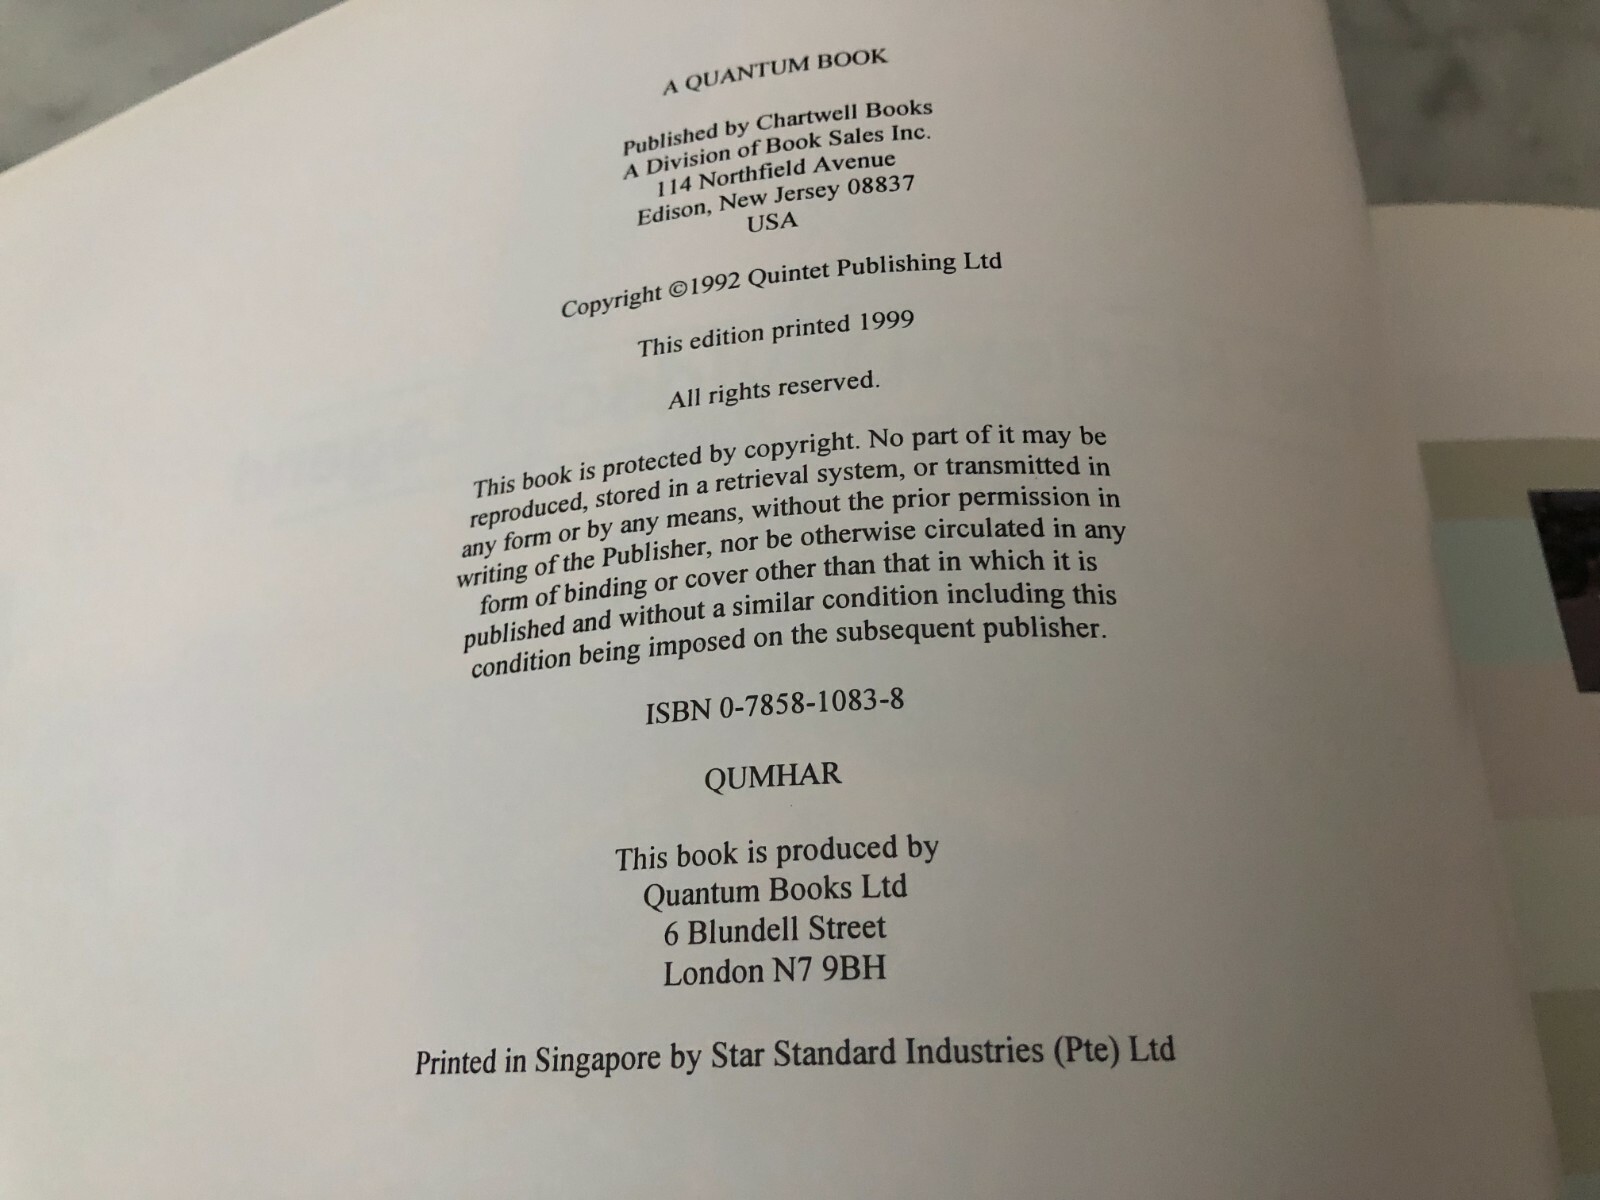 A QUANTUM BOOK
Published by Chartwell Books
A Division of Book Sales Inc.
114 Northfield Avenue
Edison, New Jersey 08837
USA
Copyright ©1992 Quintet Publishing Ltd
This edition printed 1999
All rights reserved.
This book is protected by copyright. No part of it may be
reproduced, stored in a retrieval system, or transmitted in
any form or by any means, without the prior permission in
writing of the Publisher, nor be otherwise circulated in any
form of binding or cover other than that in which it is
published and without a similar condition including this
condition being imposed on the subsequent publisher.
ISBN 0-7858-1083-8
QUMHAR
This book is produced by
Quantum Books Ltd
6 Blundell Street
London N7 9BH
Printed in Singapore by Star Standard Industries (Pte) Ltd